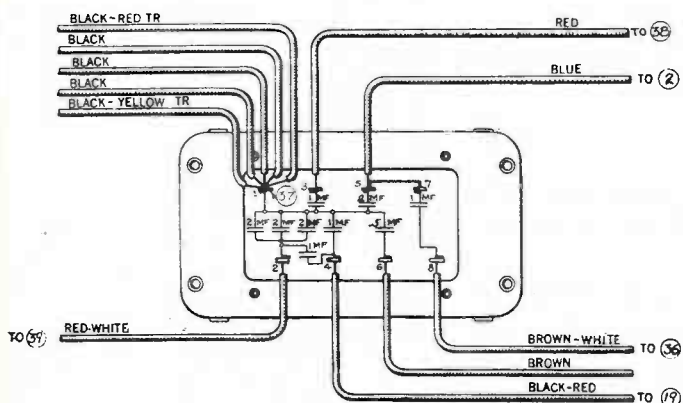 BLACK-RED TR
RED
TO 38
BLACK
BLACK
BLUE
TO 2
BLACK
BLACK-YELLOW TR
37
3
5
7
1 MF
1 MF
2 MF
2 MF
2 MF
1 MF
.5 MF
1 MF
2
4
6
8
TO 39
RED-WHITE
BROWN-WHITE
TO 36
BROWN
BLACK-RED
TO 19